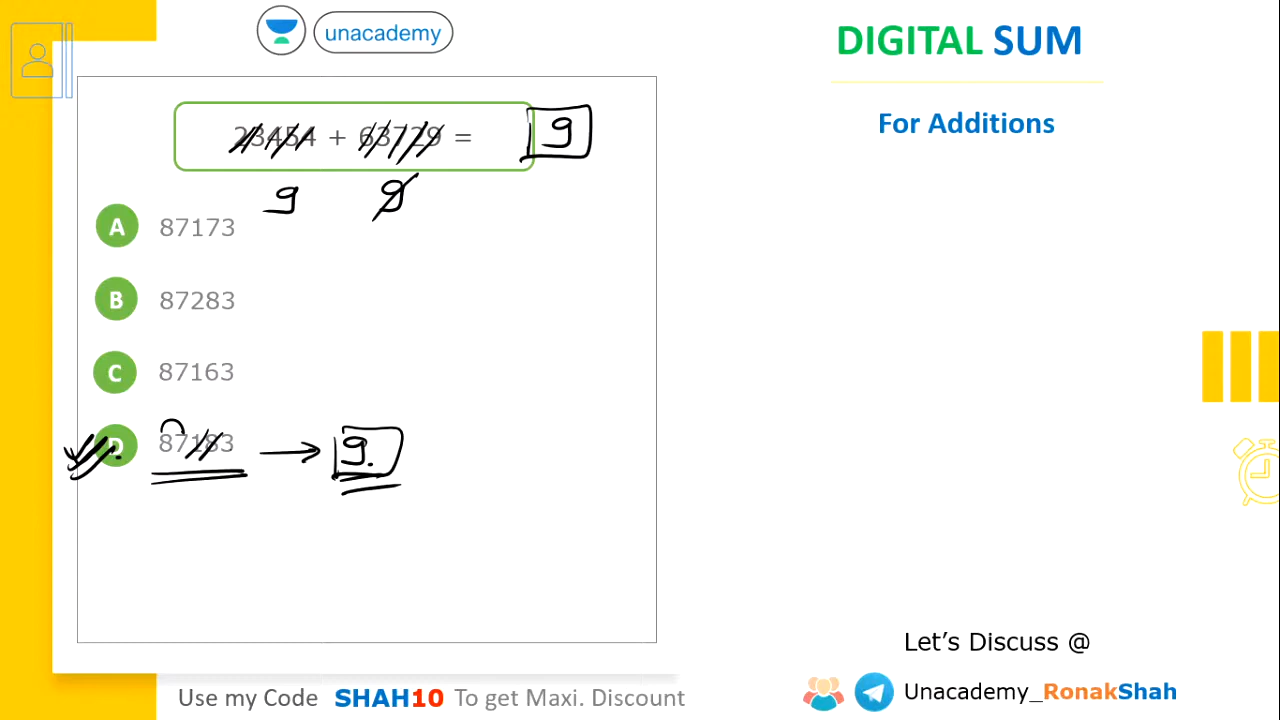 unacademy
DIGITAL SUM
For Additions
23454 + 63729 = 9
9 9
A 87173
B 87283
C 87163
D 87183 → 9.
Let's Discuss @
Unacademy_RonakShah
Use my Code SHAH10 To get Maxi. Discount